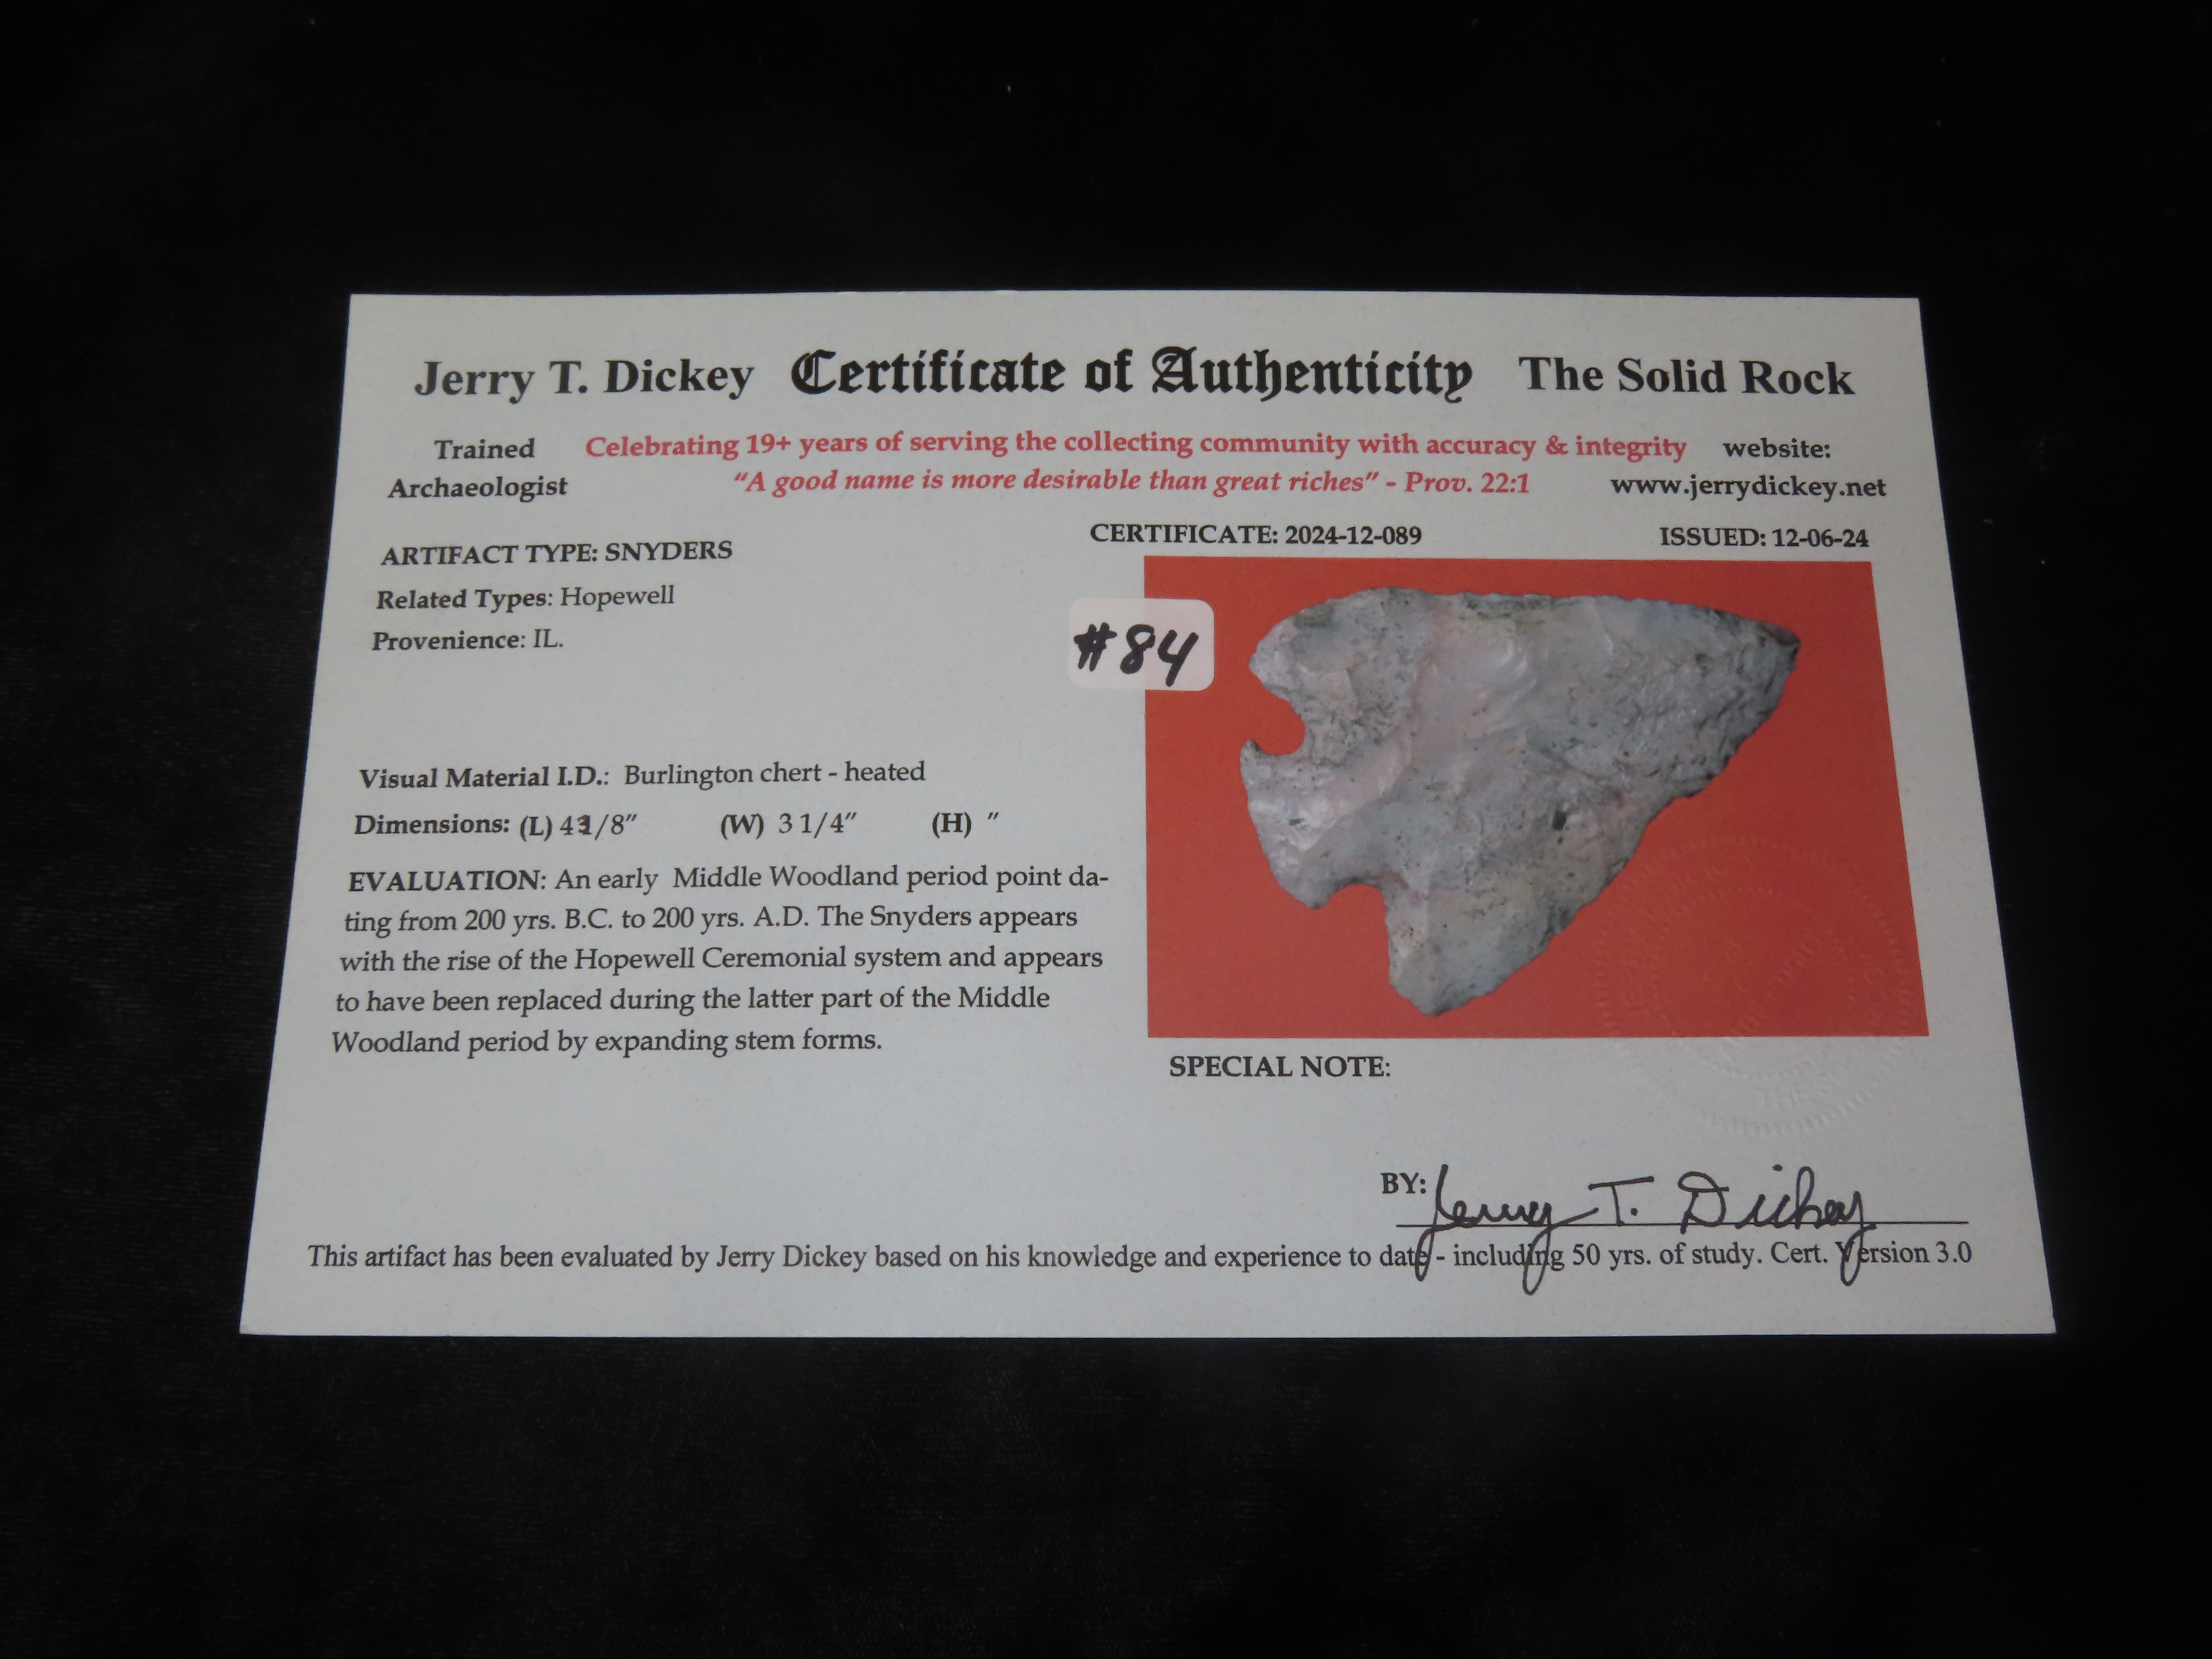 Jerry T. Dickey Certificate of Authenticity The Solid Rock
Trained Archaeologist
Celebrating 19+ years of serving the collecting community with accuracy & integrity
"A good name is more desirable than great riches" - Prov. 22:1
website:
www.jerrydickey.net
CERTIFICATE: 2024-12-089 ISSUED: 12-06-24
ARTIFACT TYPE: SNYDERS
Related Types: Hopewell
Provenience: IL.
#84
Visual Material I.D.: Burlington chert - heated
Dimensions: (L) (W) 3 1/4" (H) "
EVALUATION: An early Middle Woodland period point da-
ting from 200 yrs. B.C. to 200 yrs. A.D. The Snyders appears
with the rise of the Hopewell Ceremonial system and appears
to have been replaced during the latter part of the Middle
Woodland period by expanding stem forms.
SPECIAL NOTE:
BY: Jerry T. Dickey
This artifact has been evaluated by Jerry Dickey based on his knowledge and experience to date - including 50 yrs. of study. Cert. Version 3.0